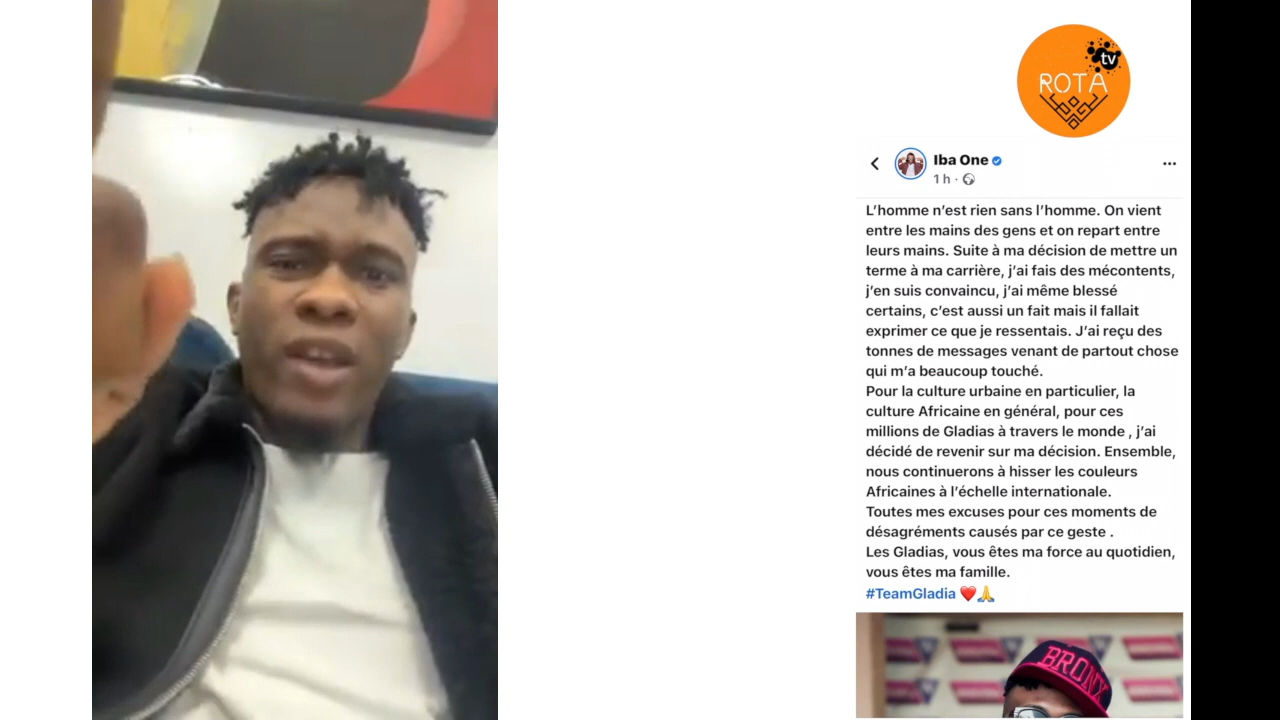 tv
ROTA
Iba One
1 h ·
L'homme n'est rien sans l'homme. On vient
entre les mains des gens et on repart entre
leurs mains. Suite à ma décision de mettre un
terme à ma carrière, j'ai fais des mécontents,
j'en suis convaincu, j'ai même blessé
certains, c'est aussi un fait mais il fallait
exprimer ce que je ressentais. J'ai reçu des
tonnes de messages venant de partout chose
qui m'a beaucoup touché.
Pour la culture urbaine en particulier, la
culture Africaine en général, pour ces
millions de Gladias à travers le monde , j'ai
décidé de revenir sur ma décision. Ensemble,
nous continuerons à hisser les couleurs
Africaines à l'échelle internationale.
Toutes mes excuses pour ces moments de
désagréments causés par ce geste .
Les Gladias, vous êtes ma force au quotidien,
vous êtes ma famille.
#TeamGladia ❤️🙏
BRONX